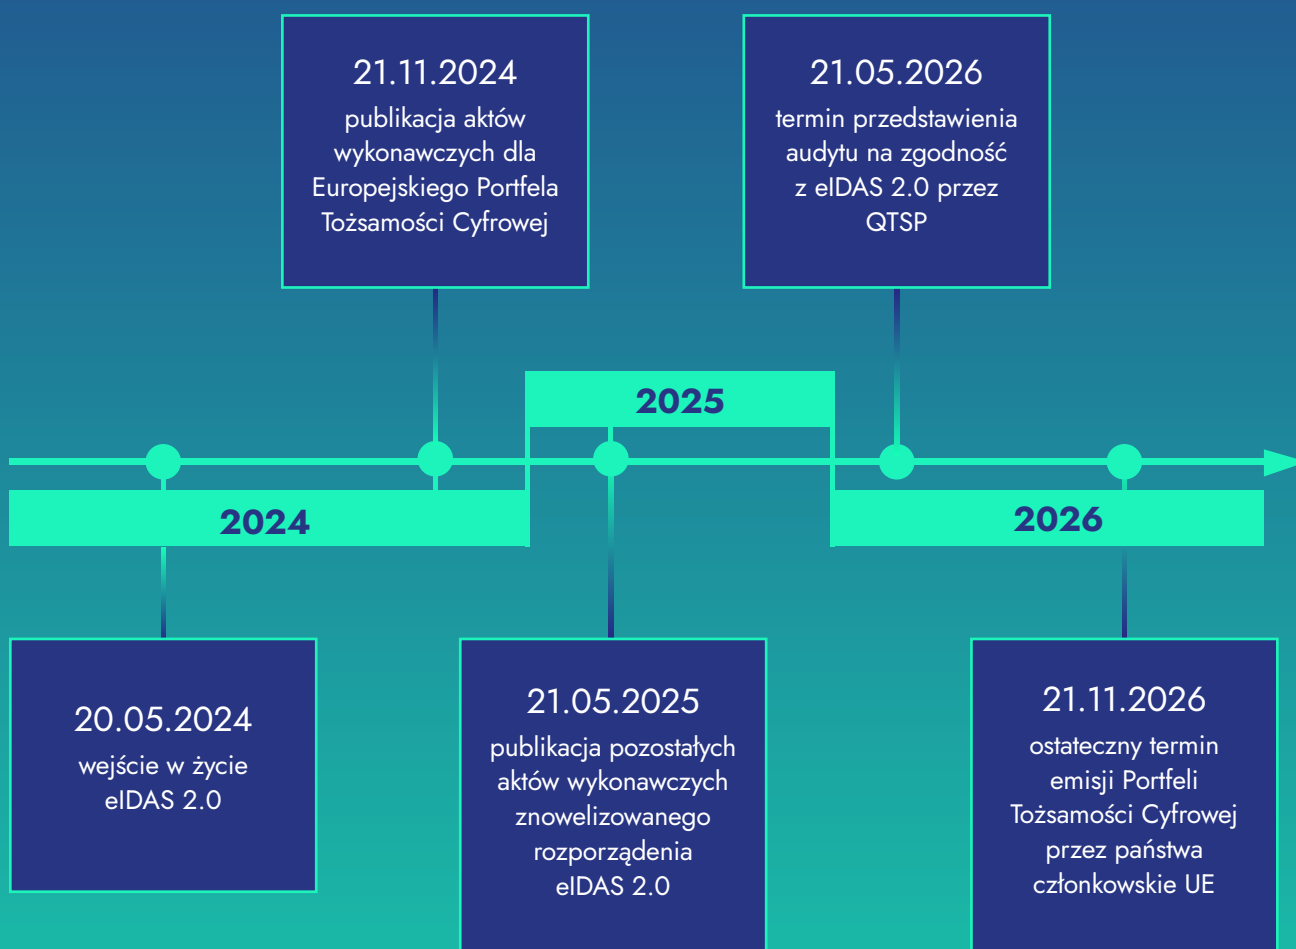 21.11.2024
publikacja aktów
wykonawczych dla
Europejskiego Portfela
Tożsamości Cyfrowej
21.05.2026
termin przedstawienia
audytu na zgodność
z eIDAS 2.0 przez
QTSP
2025
2024
2026
20.05.2024
wejście w życie
eIDAS 2.0
21.05.2025
publikacja pozostałych
aktów wykonawczych
znowelizowanego
rozporządenia
eIDAS 2.0
21.11.2026
ostateczny termin
emisji Portfeli
Tożsamości Cyfrowej
przez państwa
członkowskie UE